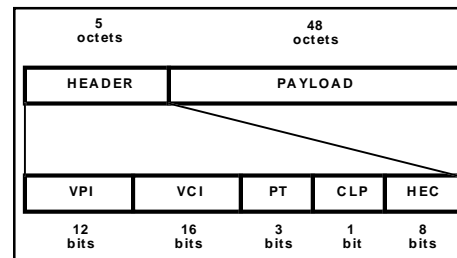 5 48
octets octets
HEADER PAYLOAD
VPI VCI PT CLP HEC
12 16 3 1 8
bits bits bits bit bits